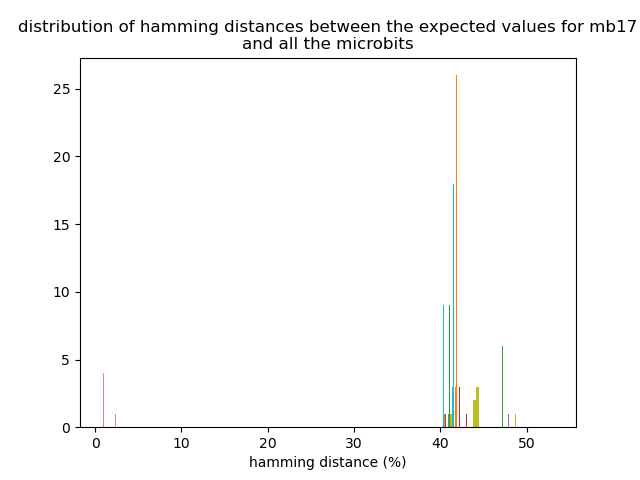 distribution of hamming distances between the expected values for mb17
and all the microbits
25
20
15
10
5
0
0 10 20 30 40 50
hamming distance (%)